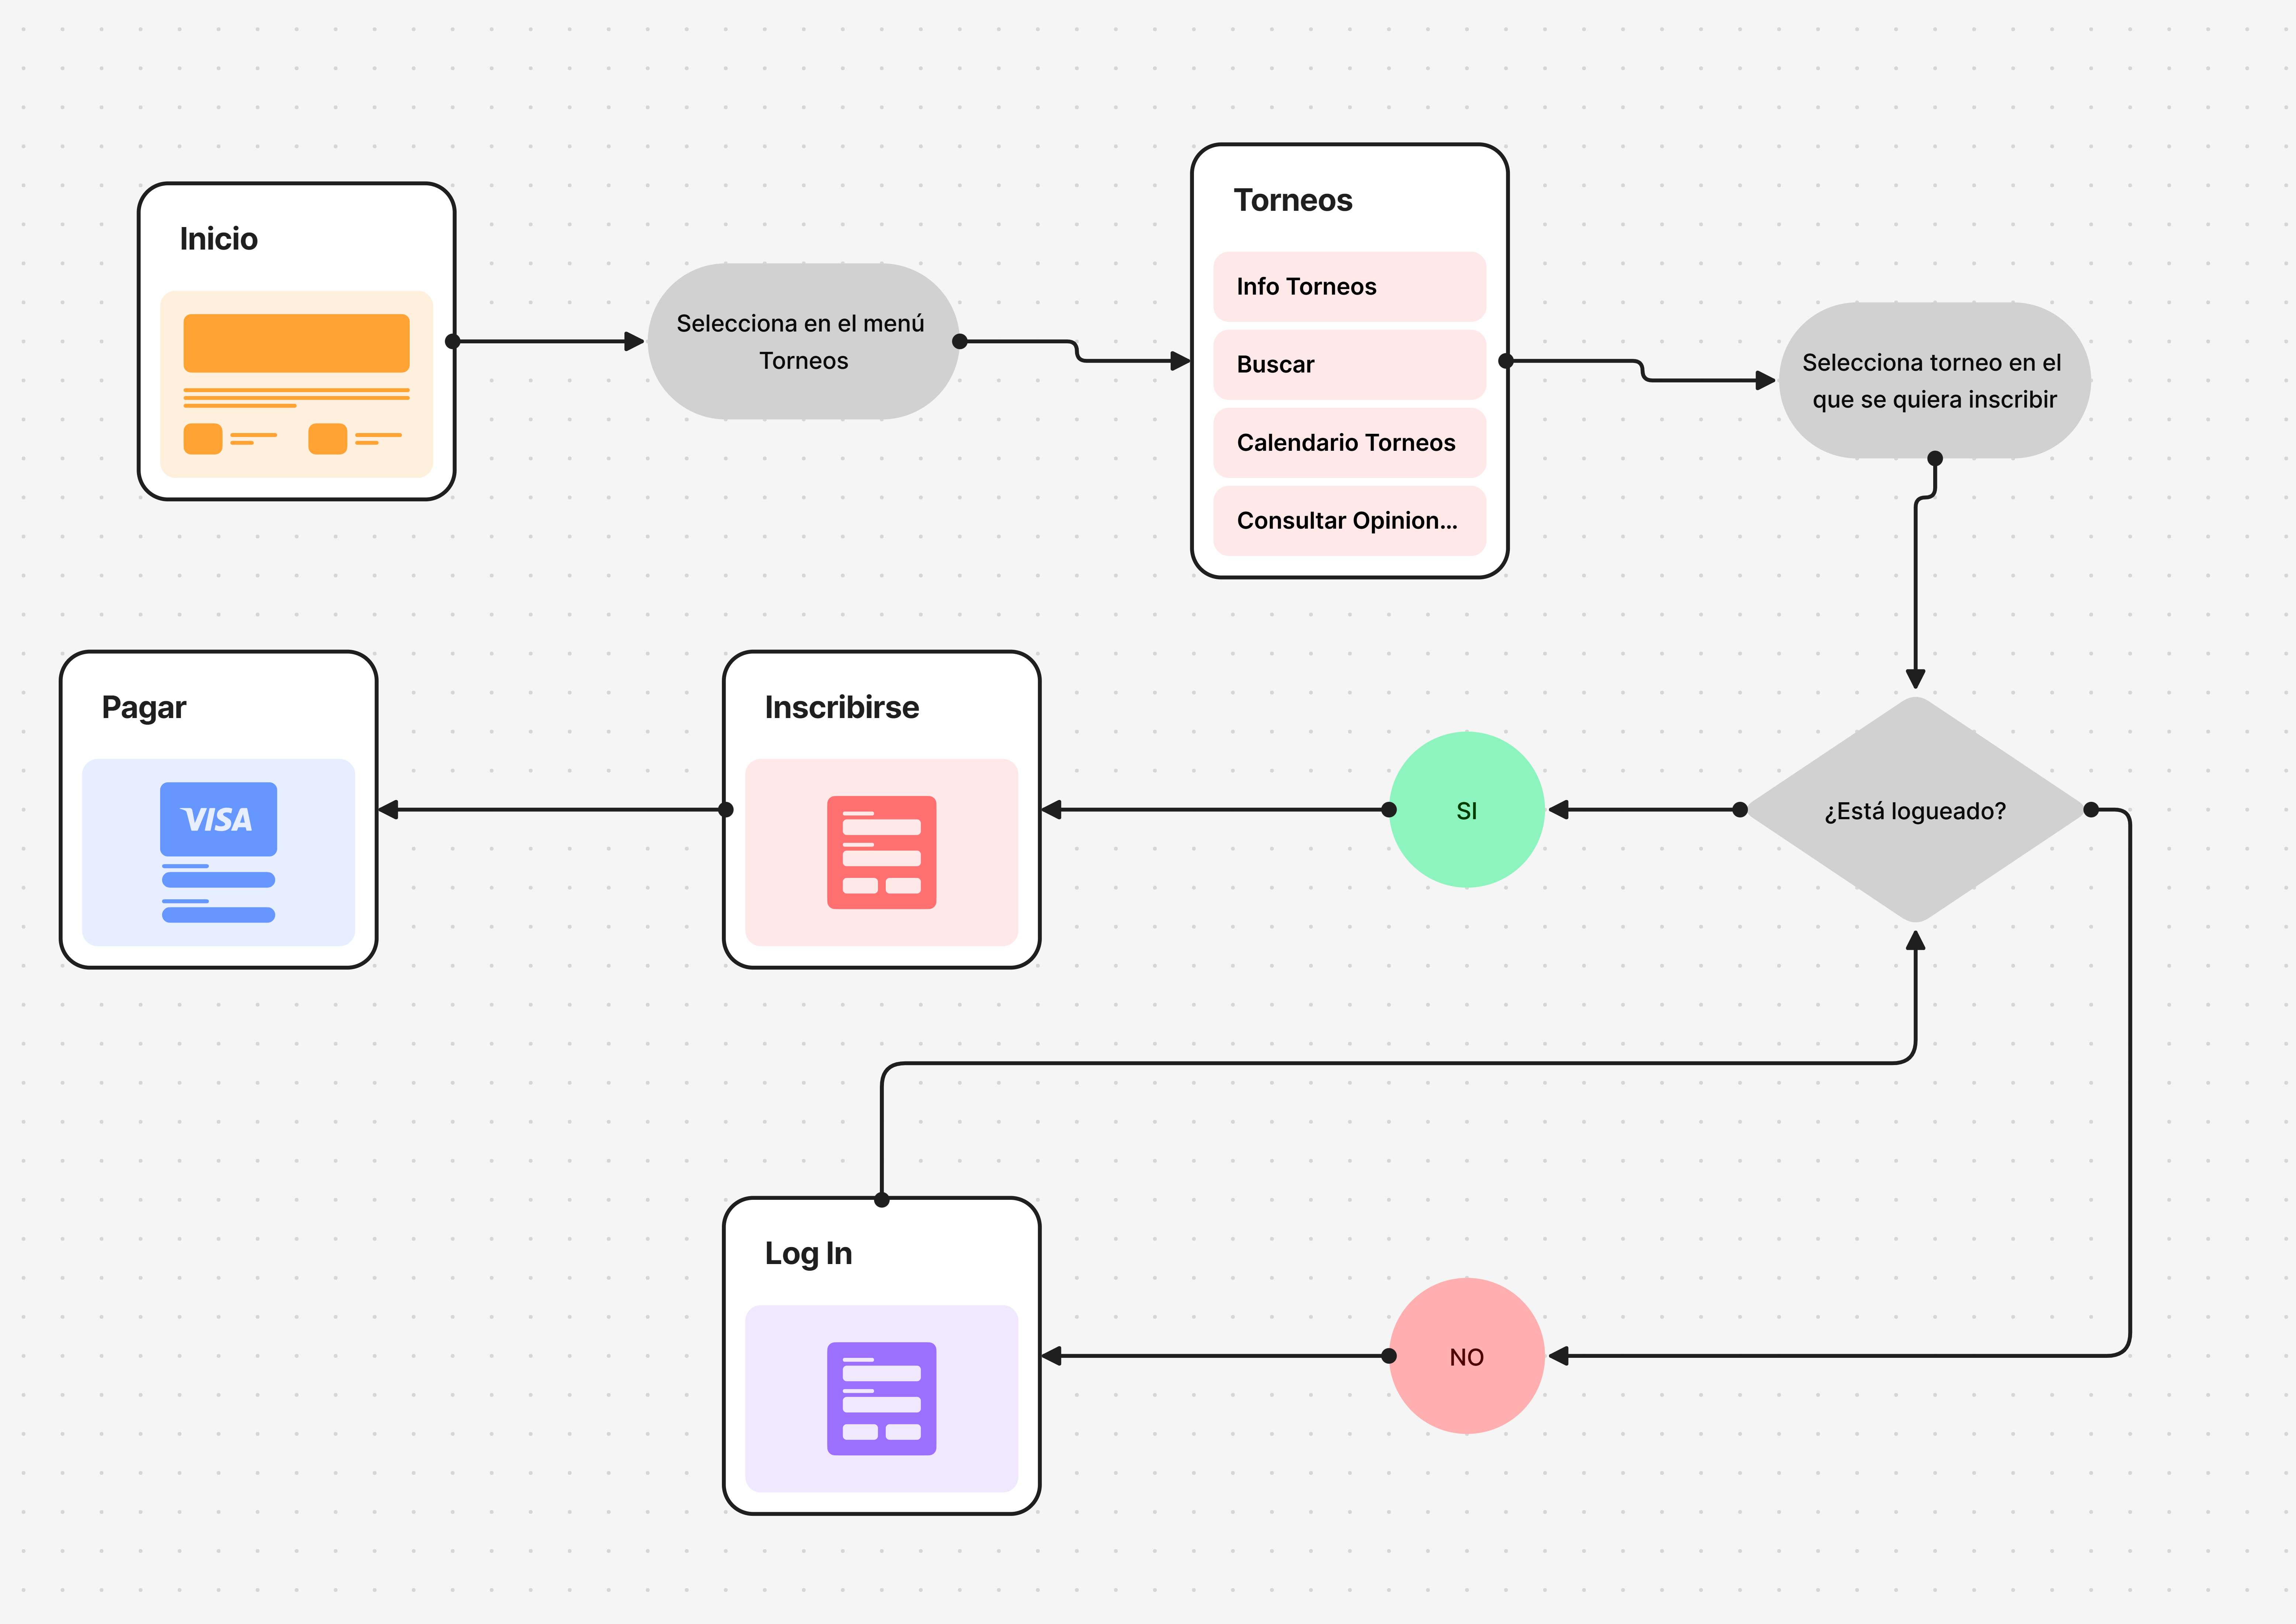 Inicio
Selecciona en el menú
Torneos
Torneos
Info Torneos
Buscar
Calendario Torneos
Consultar Opinion...
Selecciona torneo en el
que se quiera inscribir
Pagar
VISA
Inscribirse
SI
¿Está logueado?
Log In
NO